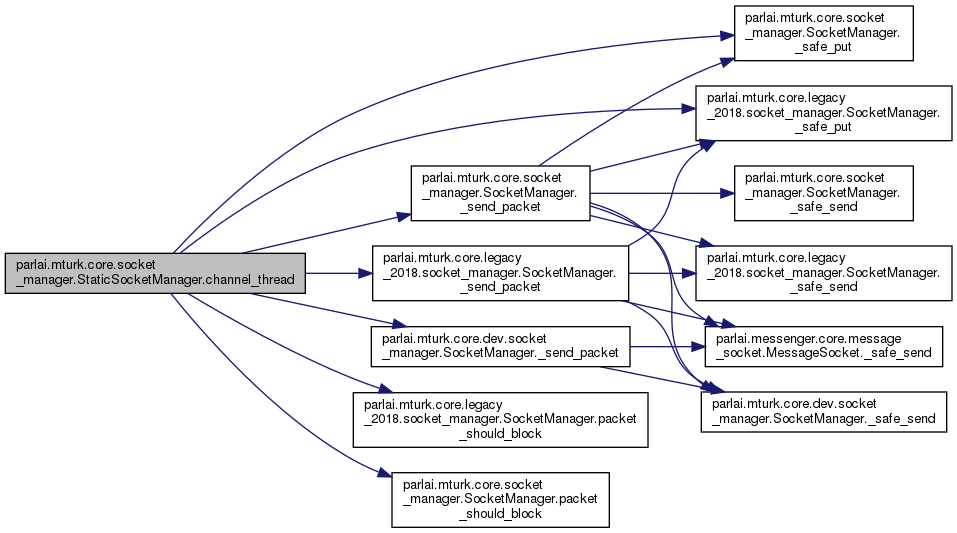 parlai.mturk.core.socket
_manager.SocketManager.
_safe_put
parlai.mturk.core.legacy
_2018.socket_manager.SocketManager.
_safe_put
parlai.mturk.core.socket
_manager.SocketManager.
_send_packet
parlai.mturk.core.socket
_manager.SocketManager.
_safe_send
parlai.mturk.core.socket
_manager.StaticSocketManager.channel_thread
parlai.mturk.core.legacy
_2018.socket_manager.SocketManager.
_send_packet
parlai.mturk.core.legacy
_2018.socket_manager.SocketManager.
_safe_send
parlai.mturk.core.dev.socket
_manager.SocketManager._send_packet
parlai.messenger.core.message
_socket.MessageSocket._safe_send
parlai.mturk.core.legacy
_2018.socket_manager.SocketManager.packet
_should_block
parlai.mturk.core.dev.socket
_manager.SocketManager._safe_send
parlai.mturk.core.socket
_manager.SocketManager.packet
_should_block